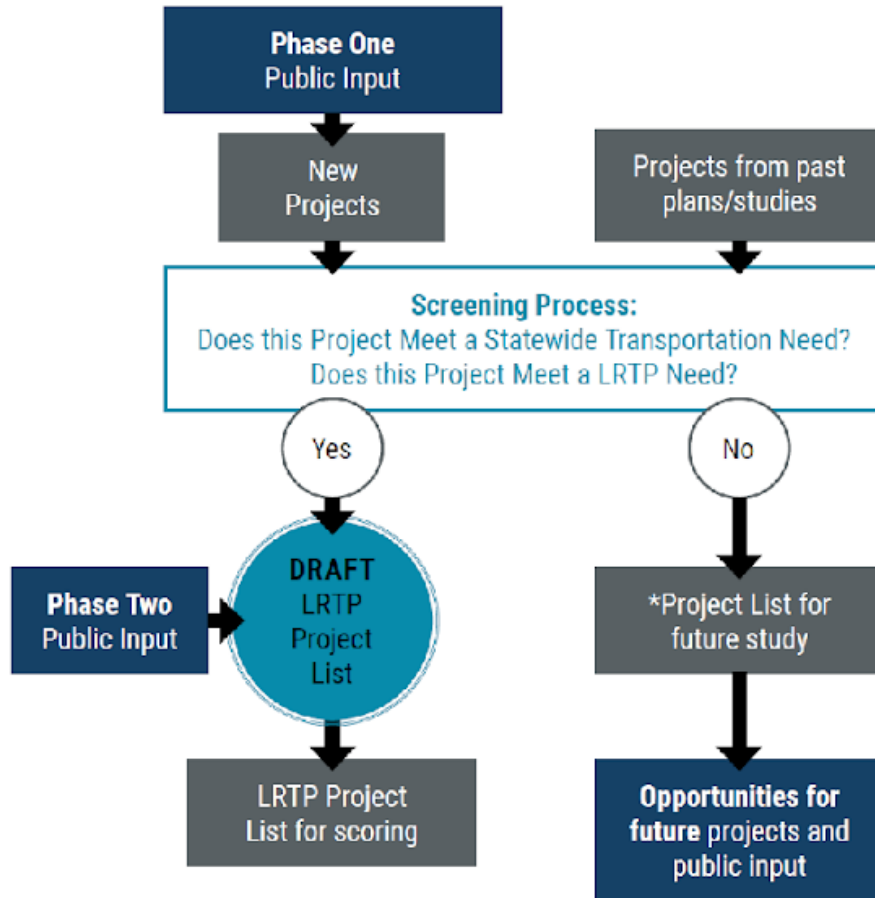 Phase One
Public Input
New
Projects
Projects from past
plans/studies
Screening Process:
Does this Project Meet a Statewide Transportation Need?
Does this Project Meet a LRTP Need?
Yes
No
Phase Two
Public Input
DRAFT
LRTP
Project
List
*Project List for
future study
LRTP Project
List for scoring
Opportunities for
future projects and
public input